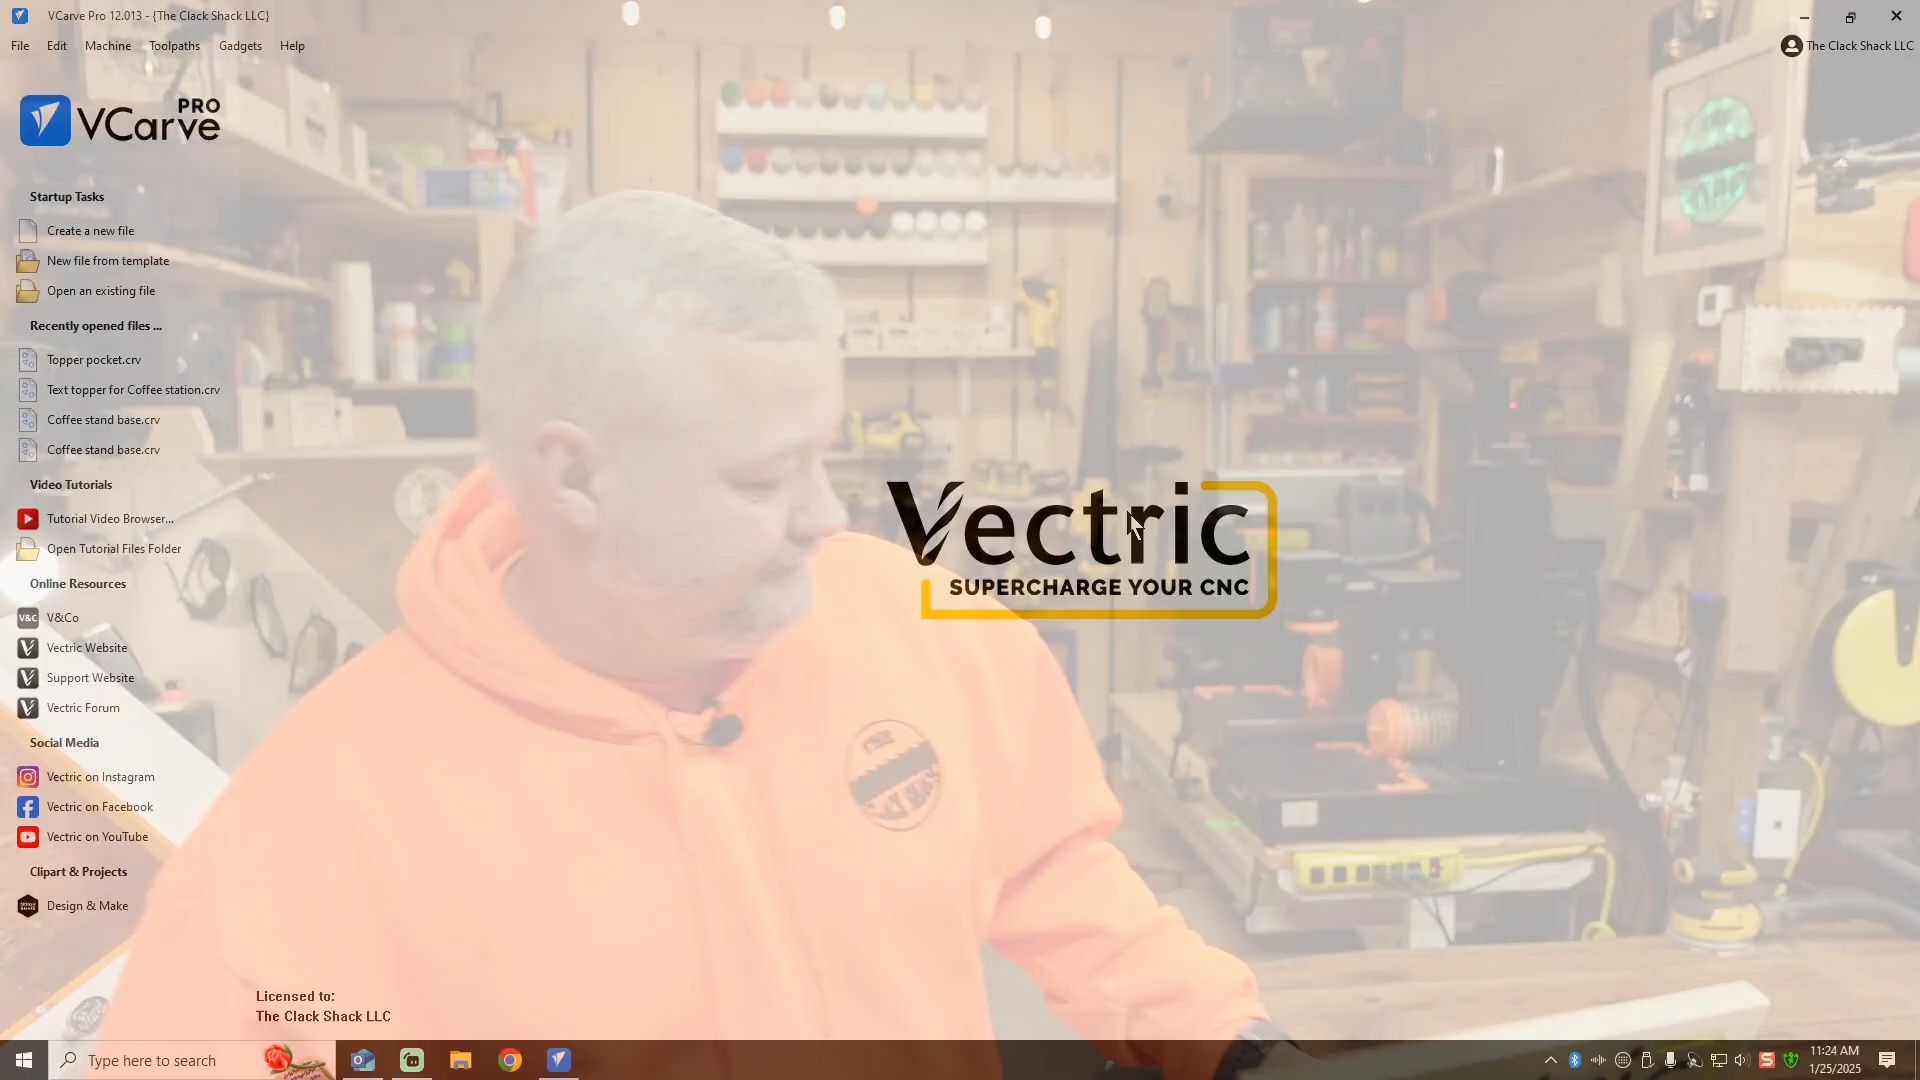 VCarve Pro 12.013 - {The Clack Shack LLC}
File Edit Machine Toolpaths Gadgets Help
The Clack Shack LLC
VCarve PRO
Startup Tasks
Create a new file
New file from template
Open an existing file
Recently opened files ...
Topper pocket.crv
Text topper for Coffee station.crv
Coffee stand base.crv
Coffee stand base.crv
Video Tutorials
Tutorial Video Browser...
Open Tutorial Files Folder
Online Resources
V&C V&Co
Vectric Website
Support Website
Vectric Forum
Social Media
Vectric on Instagram
Vectric on Facebook
Vectric on YouTube
Clipart & Projects
Design & Make
Vectric
SUPERCHARGE YOUR CNC
Licensed to:
The Clack Shack LLC
Type here to search
11:24 AM
1/25/2025